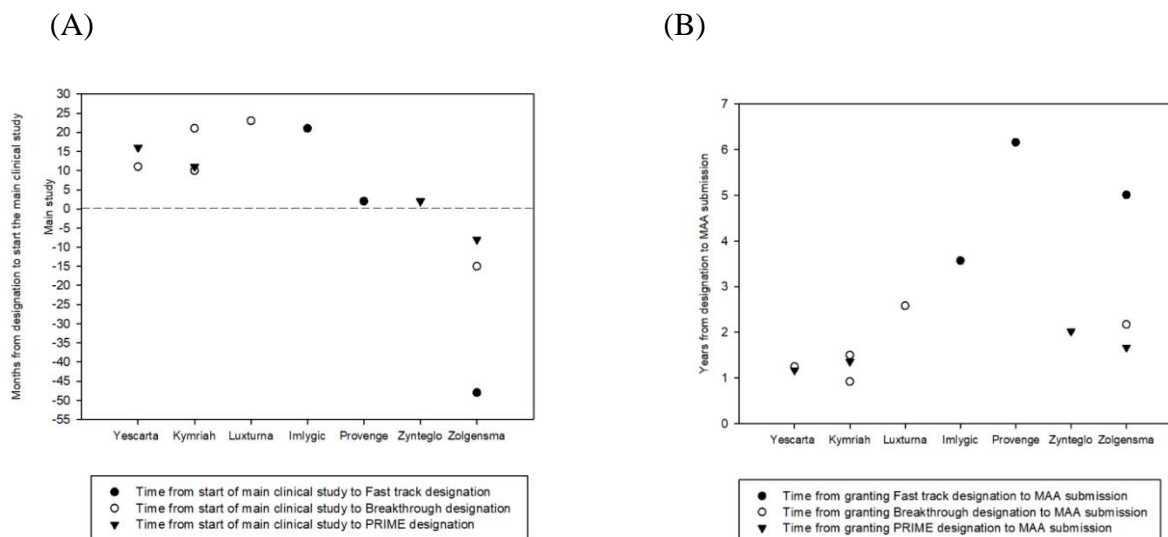 (A)
(B)
Months from designation to start the main clinical study
Main study
30
25
20
15
10
5
0
-5
-10
-15
-20
-25
-30
-35
-40
-45
-50
-55
Yescarta Kymriah Luxturna Imlygic Provenge Zynteglo Zolgensma
Time from start of main clinical study to Fast track designation
Time from start of main clinical study to Breakthrough designation
Time from start of main clinical study to PRIME designation
Years from designation to MAA submission
7
6
5
4
3
2
1
0
Yescarta Kymriah Luxturna Imlygic Provenge Zynteglo Zolgensma
Time from granting Fast track designation to MAA submission
Time from granting Breakthrough designation to MAA submission
Time from granting PRIME designation to MAA submission